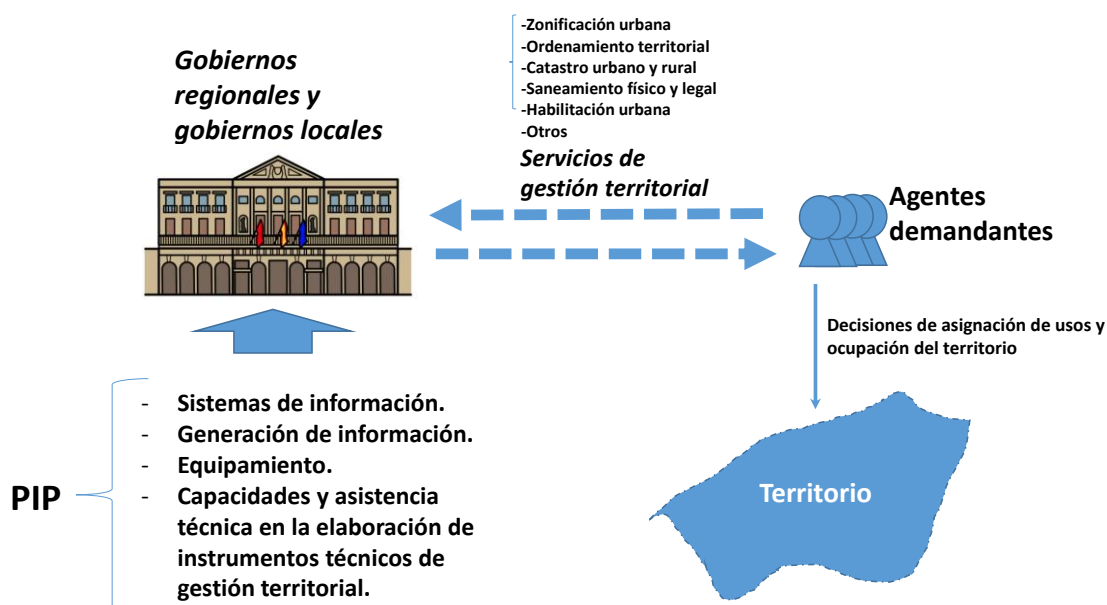 -Zonificación urbana
-Ordenamiento territorial
-Catastro urbano y rural
-Saneamiento físico y legal
-Habilitación urbana
-Otros
Gobiernos
regionales y
gobiernos locales
Servicios de
gestión territorial
Agentes
demandantes
Decisiones de asignación de usos y
ocupación del territorio
PIP
- Sistemas de información.
- Generación de información.
- Equipamiento.
- Capacidades y asistencia
técnica en la elaboración de
instrumentos técnicos de
gestión territorial.
Territorio